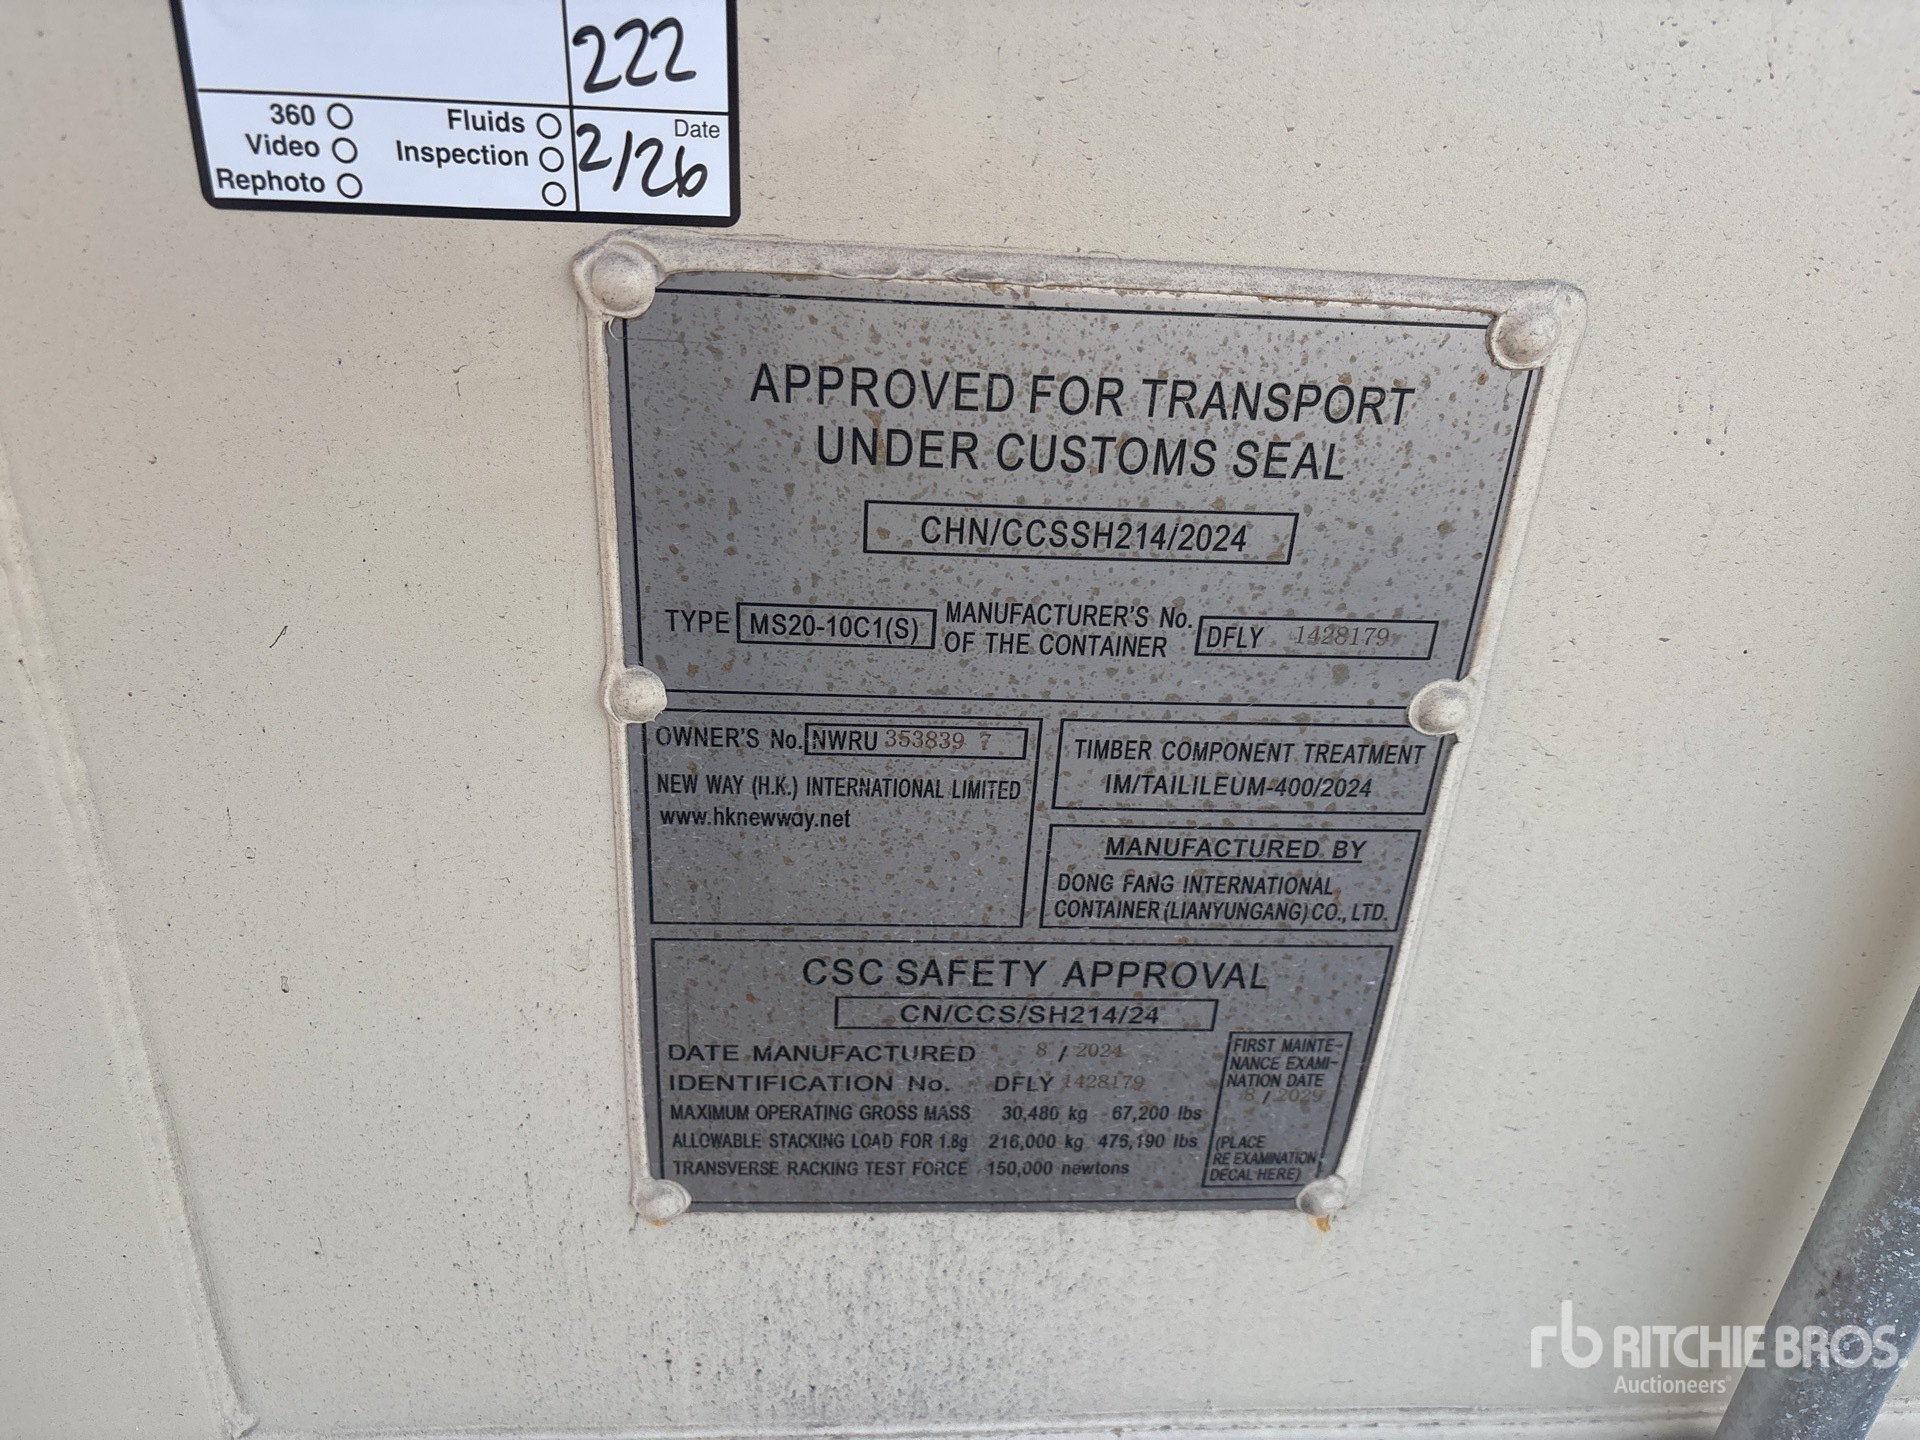 222
360
Video
Rephoto
Fluids
Inspection
Date
2/26
APPROVED FOR TRANSPORT
UNDER CUSTOMS SEAL
CHN/CCSSH214/2024
TYPE MS20-10C1(S)
MANUFACTURER'S No.
OF THE CONTAINER
DFLY 1428179
OWNER'S No. NWRU 353839 7
NEW WAY (H.K.) INTERNATIONAL LIMITED
www.hknewway.net
TIMBER COMPONENT TREATMENT
IM/TAILILEUM-400/2024
MANUFACTURED BY
DONG FANG INTERNATIONAL
CONTAINER (LIANYUNGANG) CO., LTD.
CSC SAFETY APPROVAL
CN/CCS/SH214/24
DATE MANUFACTURED 8 / 2024
IDENTIFICATION No. DFLY 1428179
MAXIMUM OPERATING GROSS MASS 30,480 kg 67,200 lbs
ALLOWABLE STACKING LOAD FOR 1.8g 216,000 kg 475,190 lbs
TRANSVERSE RACKING TEST FORCE 150,000 newtons
FIRST MAINTE-
NANCE EXAMI-
NATION DATE
8 / 2029
(PLACE
RE EXAMINATION
DECAL HERE)
rb RITCHIE BROS.
Auctioneers